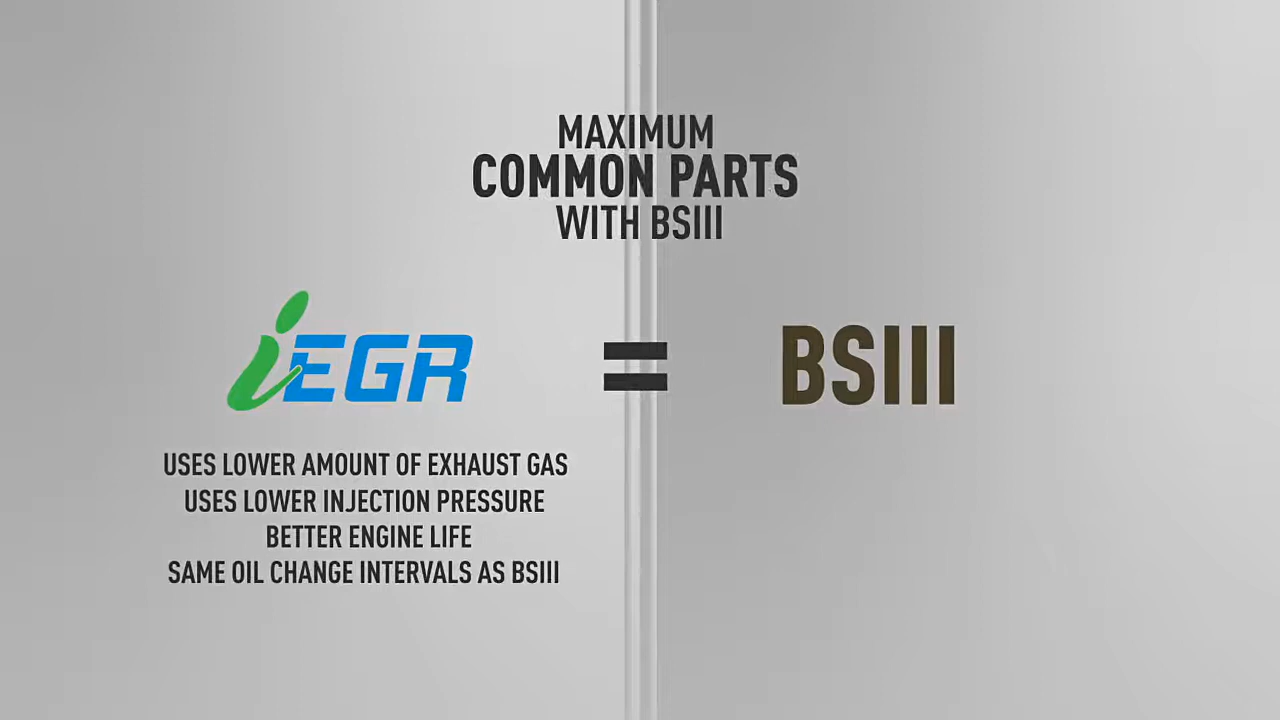 MAXIMUM
COMMON PARTS
WITH BSIII
iEGR = BSIII
USES LOWER AMOUNT OF EXHAUST GAS
USES LOWER INJECTION PRESSURE
BETTER ENGINE LIFE
SAME OIL CHANGE INTERVALS AS BSIII